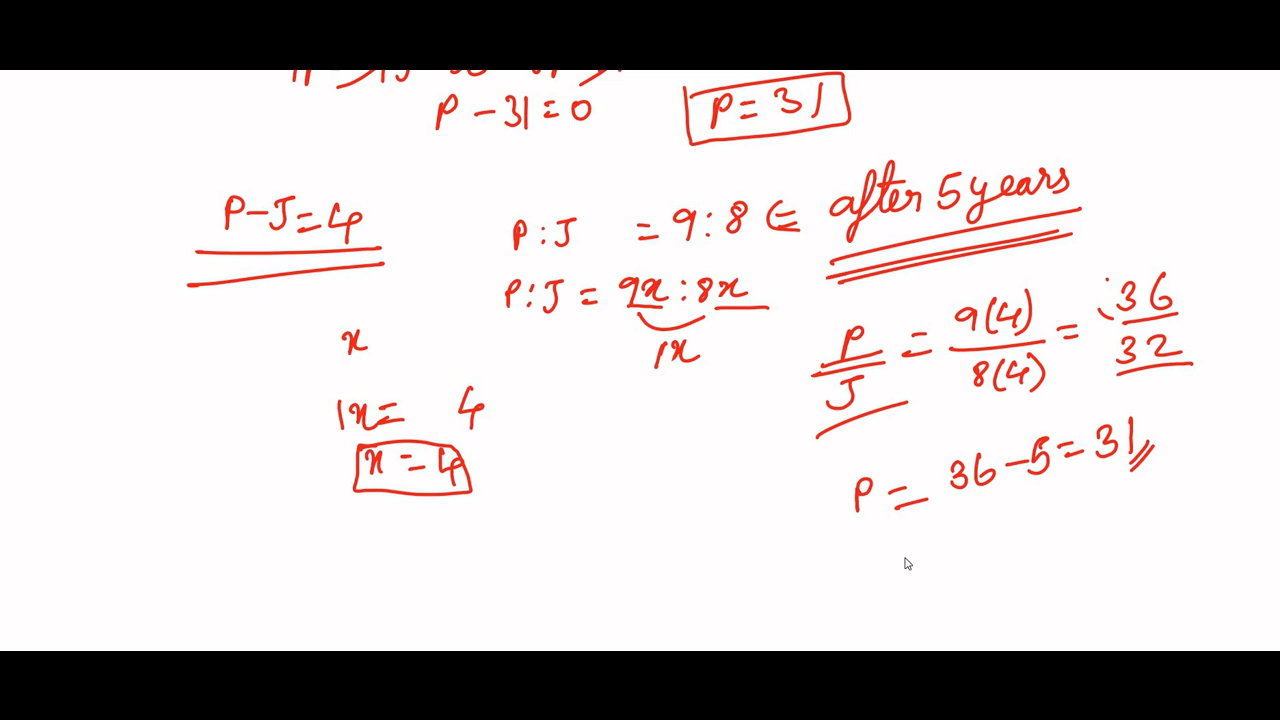 P - 31 = 0
P = 31
P - J = 4
P : J = 9 : 8 ⇐ after 5 years
P : J = 9x : 8x
1x
x
1x = 4
x = 4
P/J = 9(4)/8(4) = 36/32
P = 36 - 5 = 31